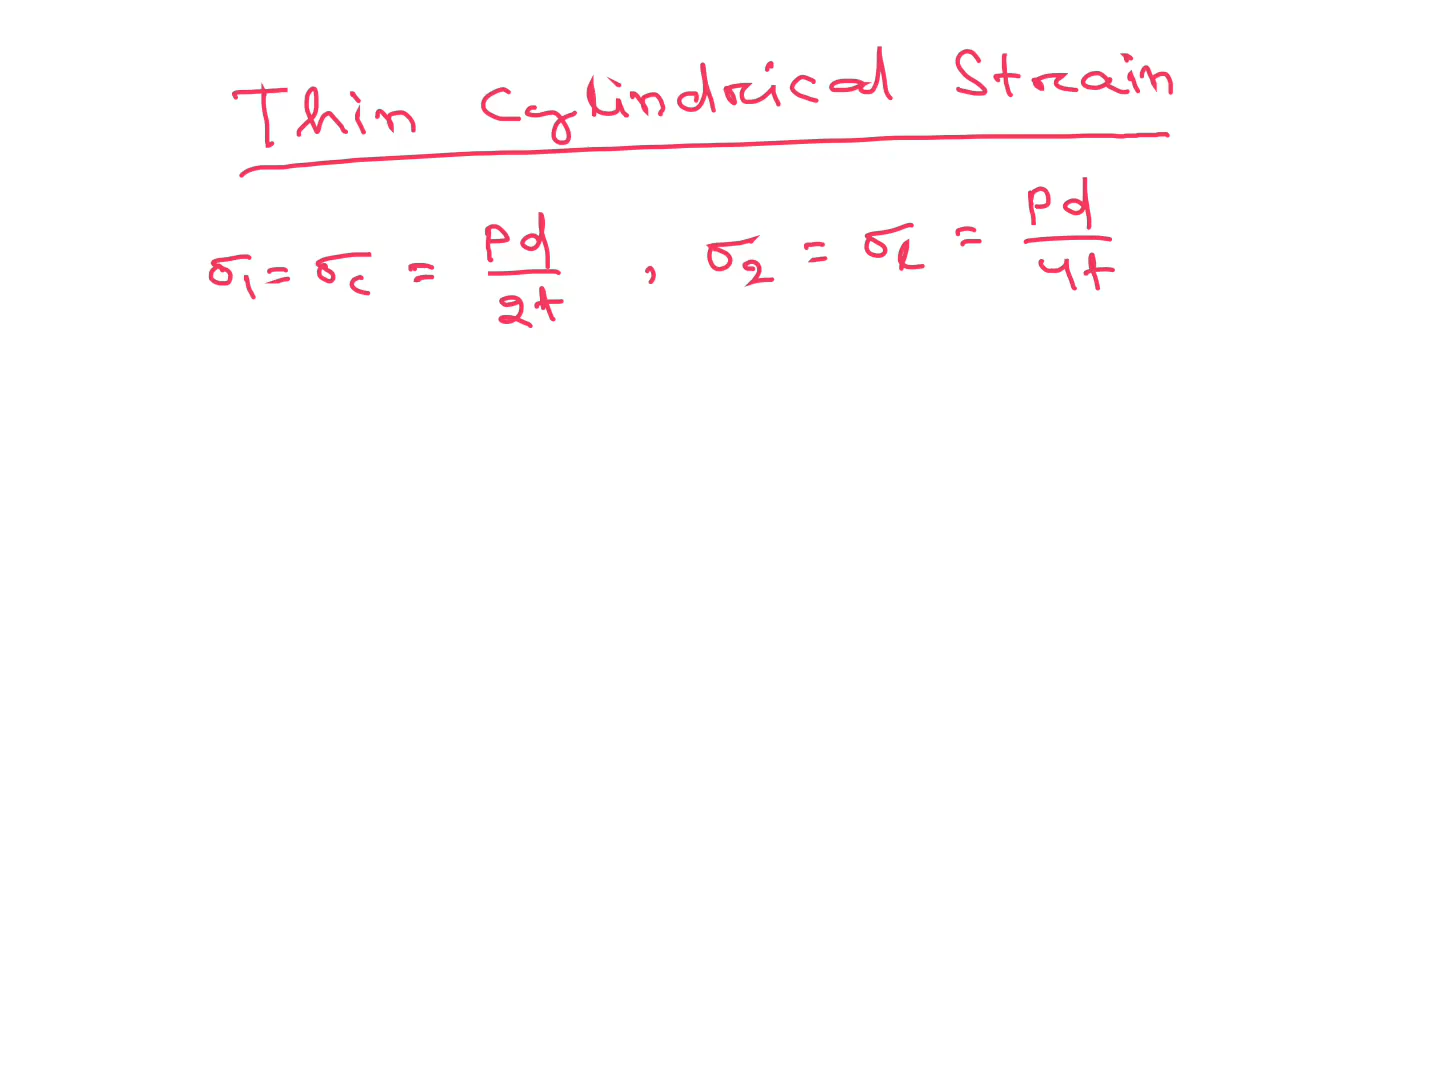 Thin Cylindrical Strain
σ₁ = σc = Pd/2t , σ₂ = σL = Pd/4t